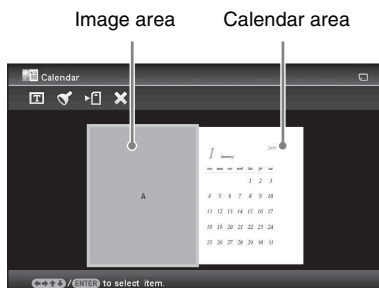 Image area Calendar area
Calendar
T
A
1 January 2009
sun mon tue wed thu fri sat
1 2 3
4 5 6 7 8 9 10
11 12 13 14 15 16 17
18 19 20 21 22 23 24
25 26 27 28 29 30 31
/ENTER to select item.